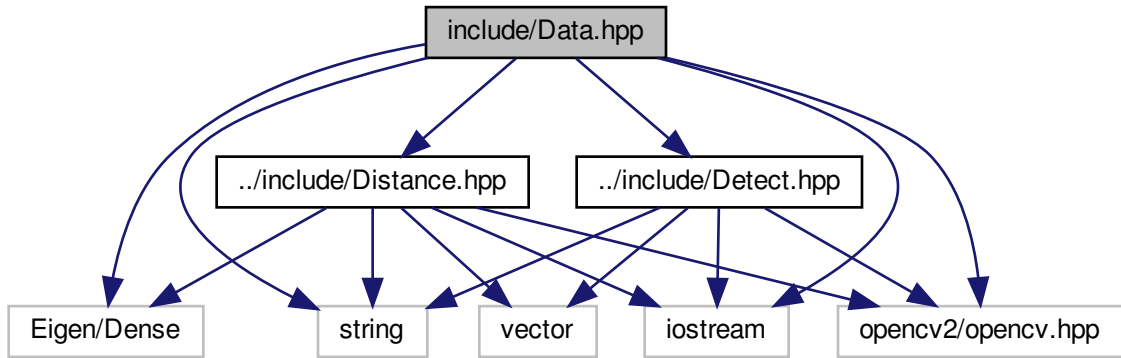 include/Data.hpp
../include/Distance.hpp
../include/Detect.hpp
Eigen/Dense
string
vector
iostream
opencv2/opencv.hpp